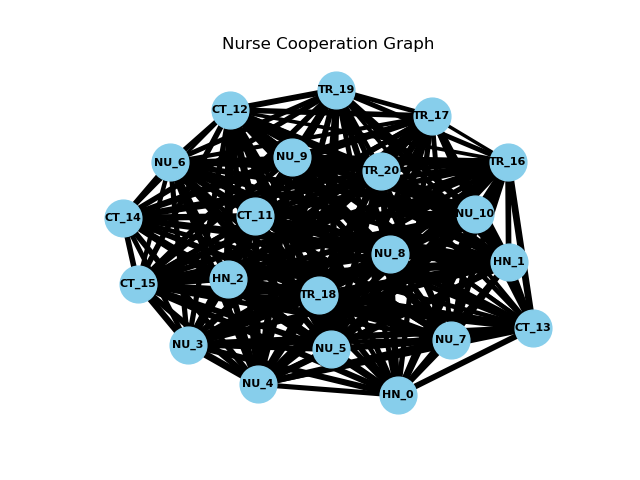 Nurse Cooperation Graph
TR_19
CT_12
TR_17
NU_9
NU_6
TR_20
TR_16
CT_14
CT_11
NU_10
NU_8
HN_1
HN_2
CT_15
TR_18
CT_13
NU_3
NU_5
NU_7
NU_4
HN_0